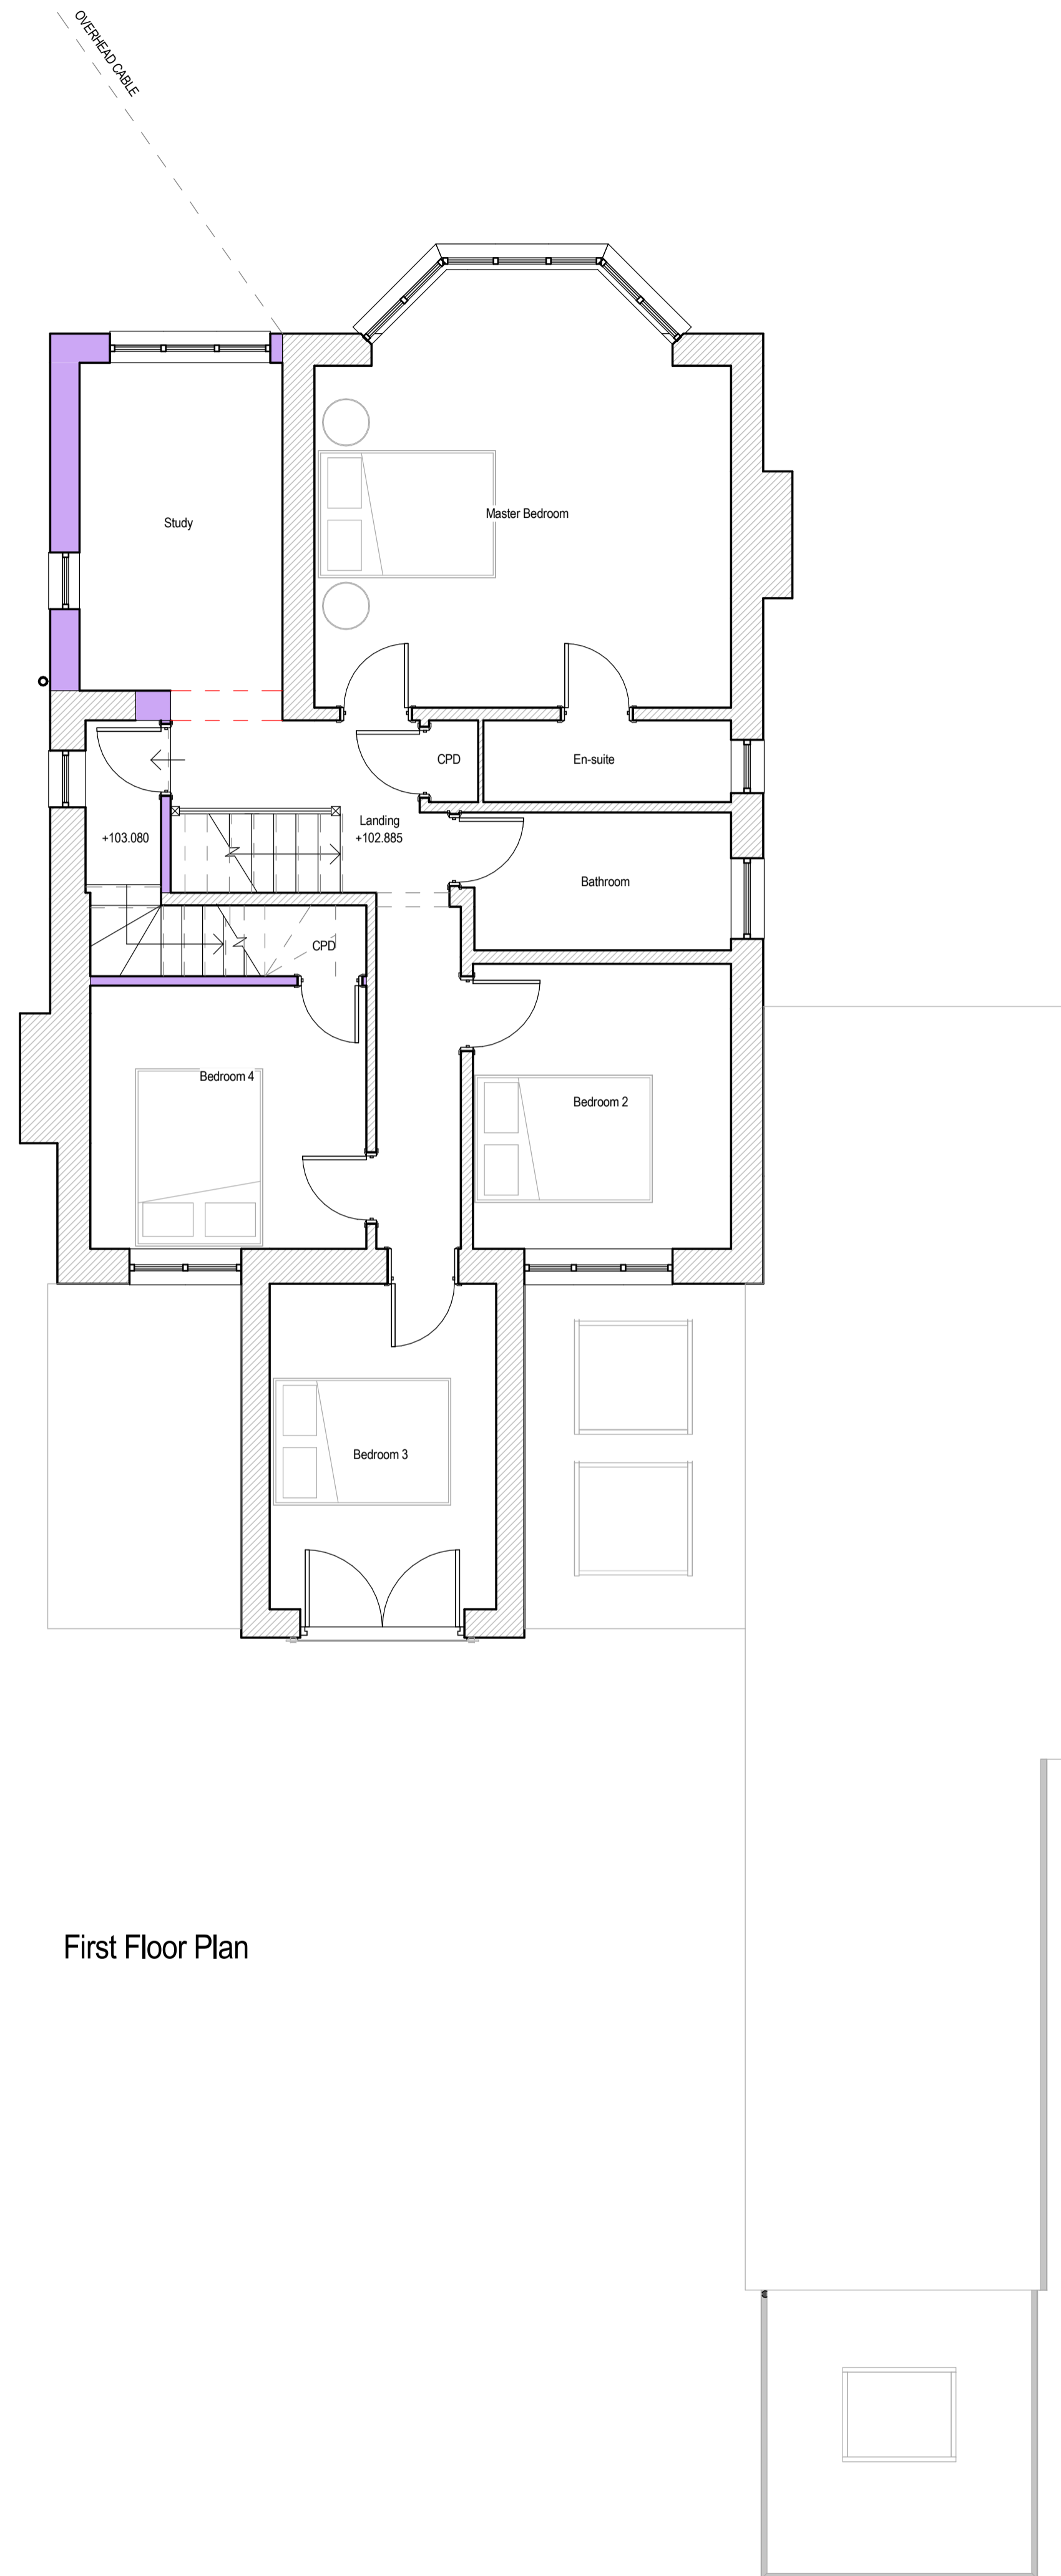 OVERHEAD CABLE
Study
Master Bedroom
CPD
En-suite
Landing
+102.885
+103.080
Bathroom
CPD
Bedroom 4
Bedroom 2
Bedroom 3
First Floor Plan